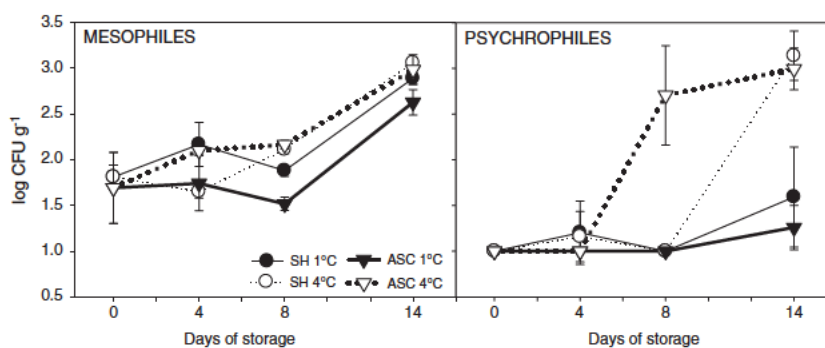 MESOPHILES
PSYCHROPHILES
log CFU g⁻¹
3.5
3.0
2.5
2.0
1.5
1.0
0.5
SH 1ºC ASC 1ºC
SH 4ºC ASC 4ºC
0 4 8 14 0 4 8 14
Days of storage Days of storage